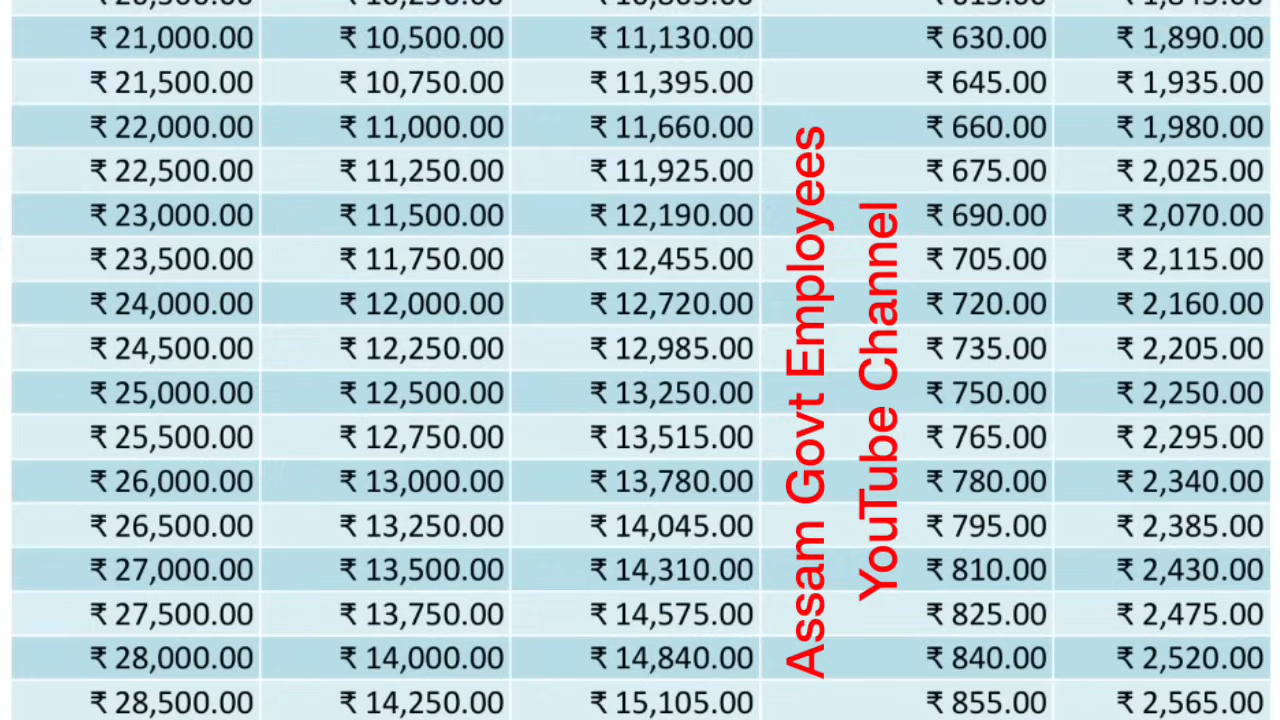 ₹ 21,000.00 ₹ 10,500.00 ₹ 11,130.00 ₹ 630.00 ₹ 1,890.00
₹ 21,500.00 ₹ 10,750.00 ₹ 11,395.00 ₹ 645.00 ₹ 1,935.00
₹ 22,000.00 ₹ 11,000.00 ₹ 11,660.00 ₹ 660.00 ₹ 1,980.00
₹ 22,500.00 ₹ 11,250.00 ₹ 11,925.00 ₹ 675.00 ₹ 2,025.00
₹ 23,000.00 ₹ 11,500.00 ₹ 12,190.00 ₹ 690.00 ₹ 2,070.00
₹ 23,500.00 ₹ 11,750.00 ₹ 12,455.00 ₹ 705.00 ₹ 2,115.00
₹ 24,000.00 ₹ 12,000.00 ₹ 12,720.00 ₹ 720.00 ₹ 2,160.00
₹ 24,500.00 ₹ 12,250.00 ₹ 12,985.00 ₹ 735.00 ₹ 2,205.00
₹ 25,000.00 ₹ 12,500.00 ₹ 13,250.00 ₹ 750.00 ₹ 2,250.00
₹ 25,500.00 ₹ 12,750.00 ₹ 13,515.00 ₹ 765.00 ₹ 2,295.00
₹ 26,000.00 ₹ 13,000.00 ₹ 13,780.00 ₹ 780.00 ₹ 2,340.00
₹ 26,500.00 ₹ 13,250.00 ₹ 14,045.00 ₹ 795.00 ₹ 2,385.00
₹ 27,000.00 ₹ 13,500.00 ₹ 14,310.00 ₹ 810.00 ₹ 2,430.00
₹ 27,500.00 ₹ 13,750.00 ₹ 14,575.00 ₹ 825.00 ₹ 2,475.00
₹ 28,000.00 ₹ 14,000.00 ₹ 14,840.00 ₹ 840.00 ₹ 2,520.00
₹ 28,500.00 ₹ 14,250.00 ₹ 15,105.00 ₹ 855.00 ₹ 2,565.00
Assam Govt Employees
YouTube Channel